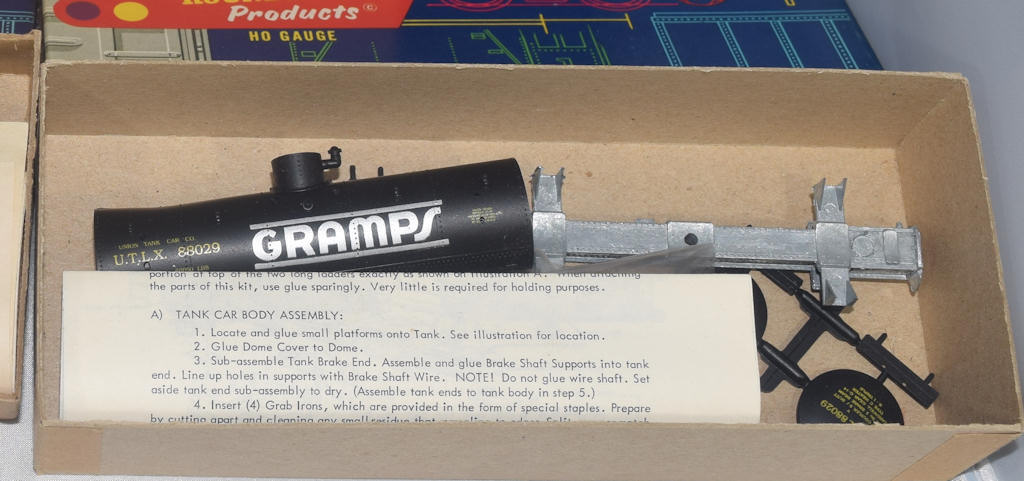 Products
HO GAUGE
UNION TANK CAR CO.
U.T.L.X. 88029
GRAMPS
portion at top of the two long ladders exactly as shown on Illustration A. When attaching
the parts of this kit, use glue sparingly. Very little is required for holding purposes.
A) TANK CAR BODY ASSEMBLY:
1. Locate and glue small platforms onto Tank. See illustration for location.
2. Glue Dome Cover to Dome.
3. Sub-assemble Tank Brake End. Assemble and glue Brake Shaft Supports into tank
end. Line up holes in supports with Brake Shaft Wire. NOTE! Do not glue wire shaft. Set
aside tank end sub-assembly to dry. (Assemble tank ends to tank body in step 5.)
4. Insert (4) Grab Irons, which are provided in the form of special staples. Prepare
by cutting apart and cleaning any small residue that
88029